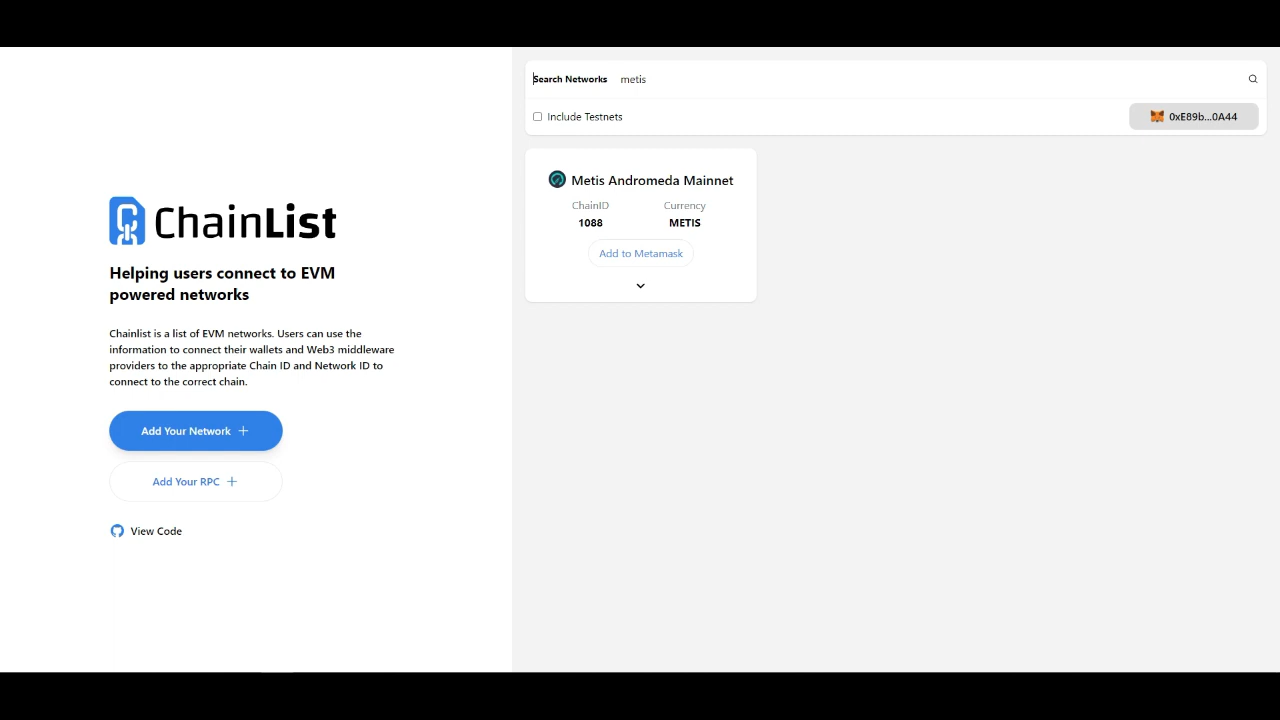 ChainList
Helping users connect to EVM
powered networks
Chainlist is a list of EVM networks. Users can use the
information to connect their wallets and Web3 middleware
providers to the appropriate Chain ID and Network ID to
connect to the correct chain.
Add Your Network
Add Your RPC
View Code
Search Networks metis
Include Testnets
0xE89b...0A44
Metis Andromeda Mainnet
ChainID Currency
1088 METIS
Add to Metamask